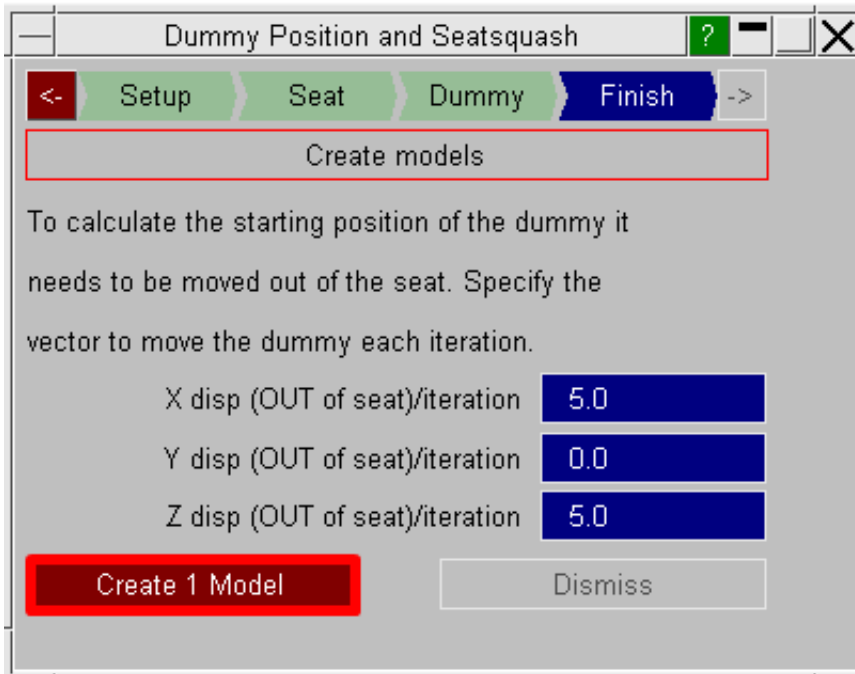 Dummy Position and Seatsquash ?
<- Setup Seat Dummy Finish ->
Create models
To calculate the starting position of the dummy it
needs to be moved out of the seat. Specify the
vector to move the dummy each iteration.
X disp (OUT of seat)/iteration 5.0
Y disp (OUT of seat)/iteration 0.0
Z disp (OUT of seat)/iteration 5.0
Create 1 Model Dismiss